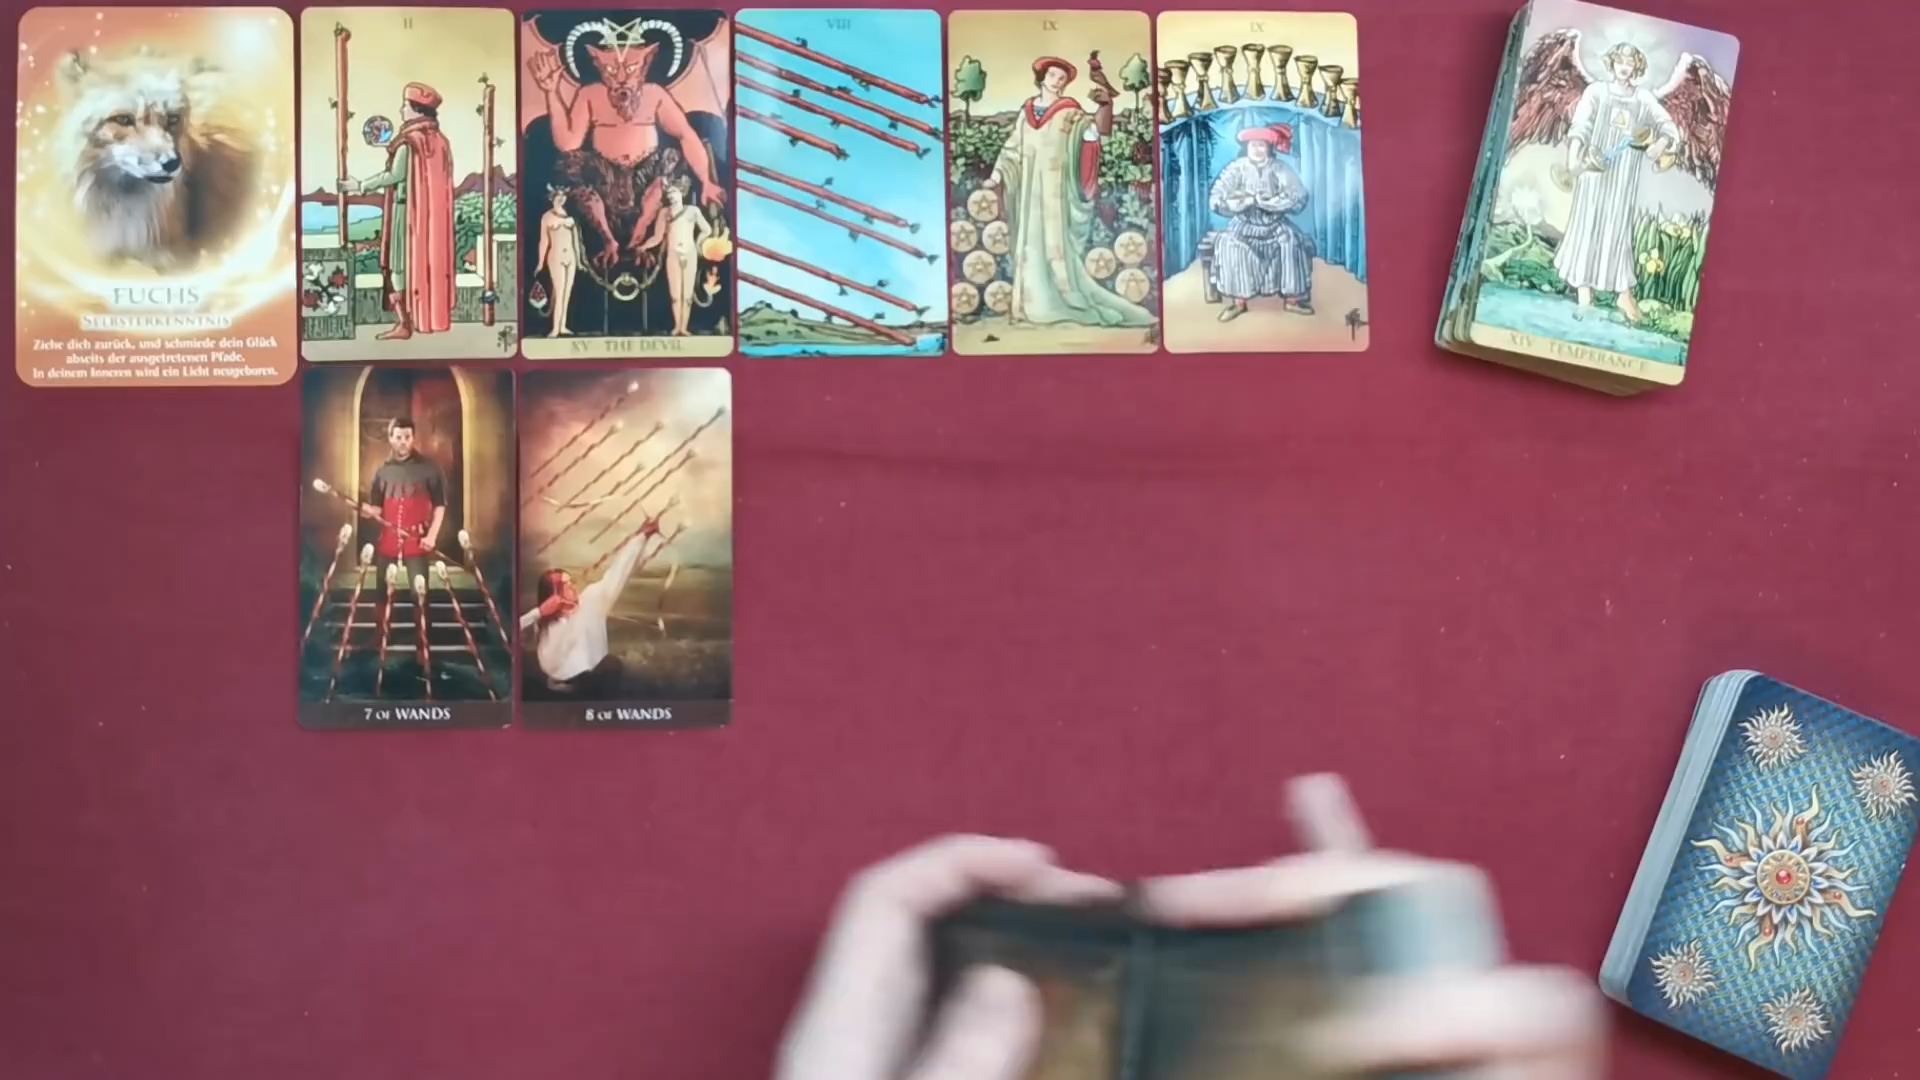 FUCHS
SELBSTERKENNTNIS
Ziehe dich zurück, und schmiede dein Glück
abseits der ausgetretenen Pfade.
In deinem Inneren wird ein Licht neugeboren.
II
XV THE DEVIL
VIII
IX
IX
XIV TEMPERANCE
7 OF WANDS
8 OF WANDS